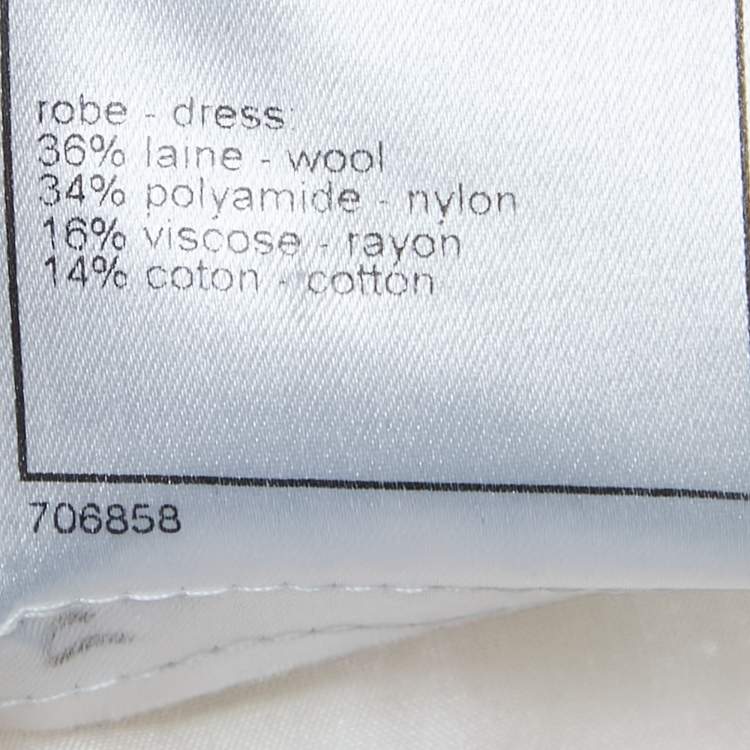 robe - dress:
36% laine - wool
34% polyamide - nylon
16% viscose - rayon
14% coton - cotton
706858